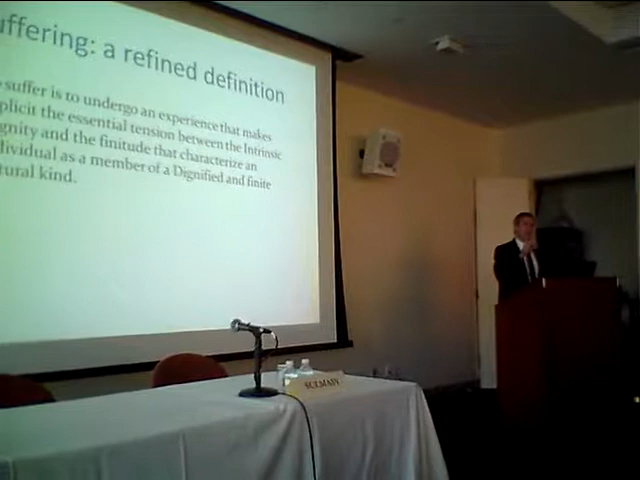 uffering: a refined definition
suffer is to undergo an experience that makes
plicit the essential tension between the Intrinsic
gnity and the finitude that characterize an
dividual as a member of a Dignified and finite
tural kind.
SULMASY